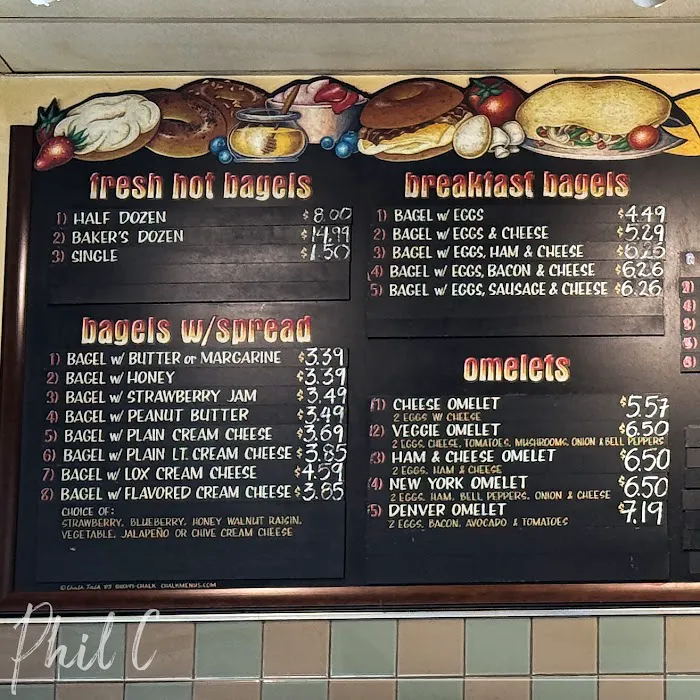 fresh hot bagels
1) HALF DOZEN $8.00
2) BAKER'S DOZEN $14.99
3) SINGLE $1.50
bagels w/spread
1) BAGEL w/ BUTTER or MARGARINE $3.39
2) BAGEL w/ HONEY $3.39
3) BAGEL w/ STRAWBERRY JAM $3.49
4) BAGEL w/ PEANUT BUTTER $3.49
5) BAGEL w/ PLAIN CREAM CHEESE $3.69
6) BAGEL w/ PLAIN LT. CREAM CHEESE $3.85
7) BAGEL w/ LOX CREAM CHEESE $4.59
8) BAGEL w/ FLAVORED CREAM CHEESE $3.85
CHOICE OF:
STRAWBERRY, BLUEBERRY, HONEY WALNUT RAISIN,
VEGETABLE, JALAPEÑO OR CHIVE CREAM CHEESE
CHALKMENUS.COM
breakfast bagels
1) BAGEL w/ EGGS $4.49
2) BAGEL w/ EGGS & CHEESE $5.29
3) BAGEL w/ EGGS, HAM & CHEESE
4) BAGEL w/ EGGS, BACON & CHEESE $6.26
5) BAGEL w/ EGGS, SAUSAGE & CHEESE $6.26
omelets
1) CHEESE OMELET $5.57
2 EGGS W/ CHEESE
2) VEGGIE OMELET $6.50
2 EGGS, CHEESE, TOMATOES, MUSHROOMS, ONION & BELL PEPPERS
3) HAM & CHEESE OMELET $6.50
2 EGGS, HAM & CHEESE
4) NEW YORK OMELET $6.50
2 EGGS, HAM, BELL PEPPERS, ONION & CHEESE
5) DENVER OMELET $7.19
2 EGGS, BACON, AVOCADO & TOMATOES
Phil C